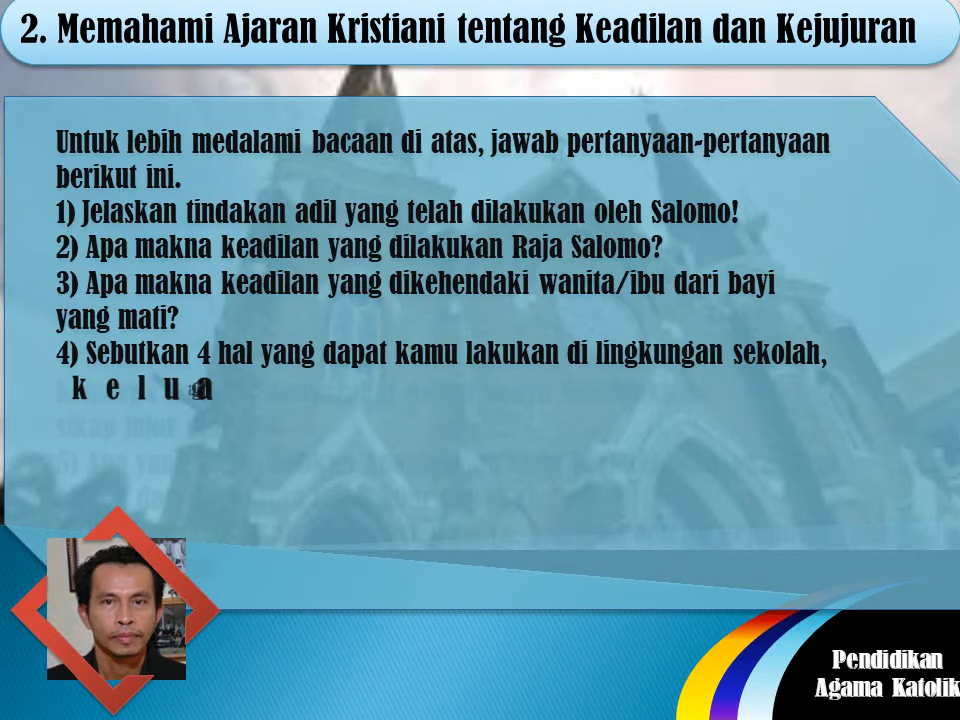 2. Memahami Ajaran Kristiani tentang Keadilan dan Kejujuran
Untuk lebih medalami bacaan di atas, jawab pertanyaan-pertanyaan
berikut ini.
1) Jelaskan tindakan adil yang telah dilakukan oleh Salomo!
2) Apa makna keadilan yang dilakukan Raja Salomo?
3) Apa makna keadilan yang dikehendaki wanita/ibu dari bayi
yang mati?
4) Sebutkan 4 hal yang dapat kamu lakukan di lingkungan sekolah,
k e l u a
Pendidikan
Agama Katolik